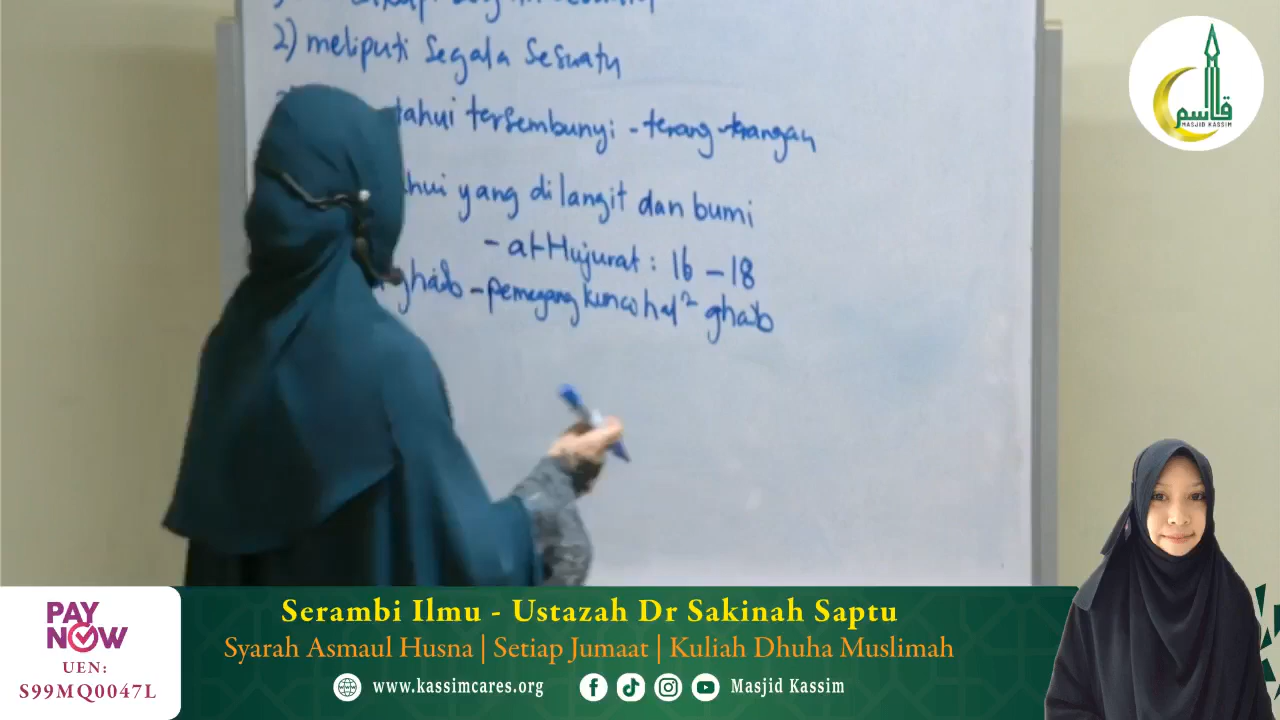 2) meliputi segala sesuatu
tahui tersembunyi - terang-terangan
hui yang di langit dan bumi
- al-Hujurat : 16 - 18
ghaib - pemegang kunci hal² ghaib
قاسم
MASJID KASSIM
PAY
NOW
UEN:
S99MQ0047L
Serambi Ilmu - Ustazah Dr Sakinah Saptu
Syarah Asmaul Husna | Setiap Jumaat | Kuliah Dhuha Muslimah
www.kassimcares.org
Masjid Kassim